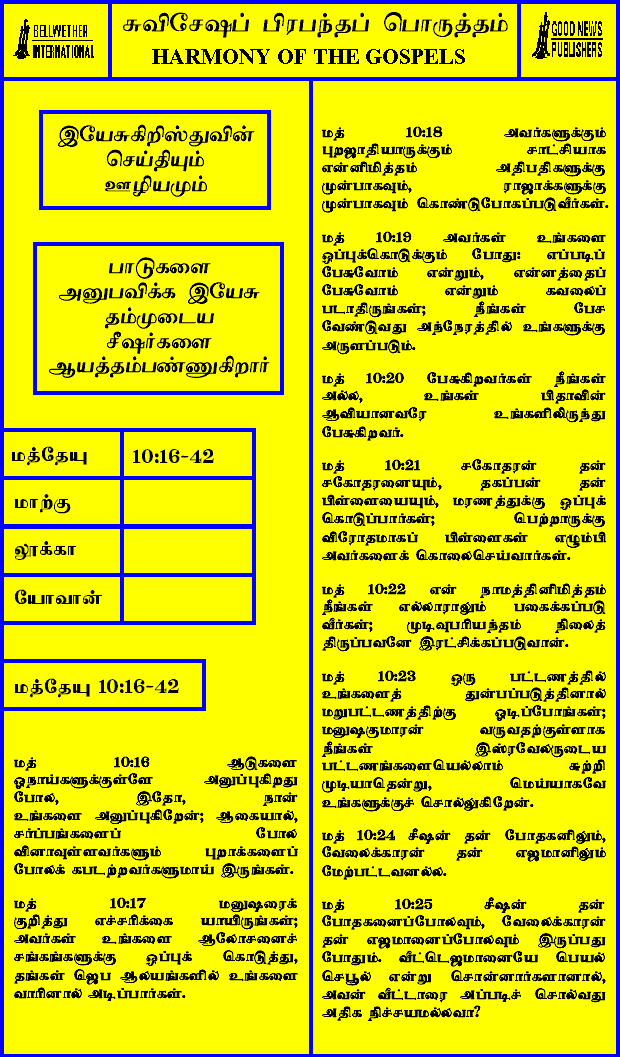 BELLWETHER
INTERNATIONAL
சுவிசேஷப் பிரபந்தப் பொருத்தம்
HARMONY OF THE GOSPELS
GOOD NEWS
PUBLISHERS
இயேசுகிறிஸ்துவின்
செய்தியும்
ஊழியமும்
பாடுகளை
அனுபவிக்க இயேசு
தம்முடைய
சீஷர்களை
ஆயத்தம்பண்ணுகிறார்
மத்தேயு 10:16-42
மாற்கு
லூக்கா
யோவான்
மத்தேயு 10:16-42
மத் 10:16 ஆடுகளை
ஓநாய்களுக்குள்ளே அனுப்புகிறது
போல, இதோ, நான்
உங்களை அனுப்புகிறேன்; ஆகையால்,
சர்ப்பங்களைப் போல
வினாவுள்ளவர்களும் புறாக்களைப்
போலக் கபடற்றவர்களுமாய் இருங்கள்.
மத் 10:17 மனுஷரைக்
குறித்து எச்சரிக்கை யாயிருங்கள்;
அவர்கள் உங்களை ஆலோசனைச்
சங்கங்களுக்கு ஒப்புக் கொடுத்து,
தங்கள் ஜெப ஆலயங்களில் உங்களை
வாரினால் அடிப்பார்கள்.
மத் 10:18 அவர்களுக்கும்
புறஜாதியாருக்கும் சாட்சியாக
என்னிமித்தம் அதிபதிகளுக்கு
முன்பாகவும், ராஜாக்களுக்கு
முன்பாகவும் கொண்டுபோகப்படுவீர்கள்.
மத் 10:19 அவர்கள் உங்களை
ஒப்புக்கொடுக்கும் போது: எப்படிப்
பேசுவோம் என்றும், என்னத்தைப்
பேசுவோம் என்றும் கவலைப்
படாதிருங்கள்; நீங்கள் பேச
வேண்டுவது அந்நேரத்தில் உங்களுக்கு
அருளப்படும்.
மத் 10:20 பேசுகிறவர்கள் நீங்கள்
அல்ல, உங்கள் பிதாவின்
ஆவியானவரே உங்களிலிருந்து
பேசுகிறவர்.
மத் 10:21 சகோதரன் தன்
சகோதரனையும், தகப்பன் தன்
பிள்ளையையும், மரணத்துக்கு ஒப்புக்
கொடுப்பார்கள்; பெற்றாருக்கு
விரோதமாகப் பிள்ளைகள் எழும்பி
அவர்களைக் கொலைசெய்வார்கள்.
மத் 10:22 என் நாமத்தினிமித்தம்
நீங்கள் எல்லாராலும் பகைக்கப்படு
வீர்கள்; முடிவுபரியந்தம் நிலைத்
திருப்பவனே இரட்சிக்கப்படுவான்.
மத் 10:23 ஒரு பட்டணத்தில்
உங்களைத் துன்பப்படுத்தினால்
மறுபட்டணத்திற்கு ஓடிப்போங்கள்;
மனுஷகுமாரன் வருவதற்குள்ளாக
நீங்கள் இஸ்ரவேலருடைய
பட்டணங்களையெல்லாம் சுற்றி
முடியாதென்று, மெய்யாகவே
உங்களுக்குச் சொல்லுகிறேன்.
மத் 10:24 சீஷன் தன் போதகனிலும்,
வேலைக்காரன் தன் எஜமானிலும்
மேற்பட்டவனல்ல.
மத் 10:25 சீஷன் தன்
போதகனைப்போலவும், வேலைக்காரன்
தன் எஜமானைப்போலவும் இருப்பது
போதும். வீட்டெஜமானையே பெயல்
செபூல் என்று சொன்னார்களானால்,
அவன் வீட்டாரை அப்படிச் சொல்வது
அதிக நிச்சயமல்லவா?